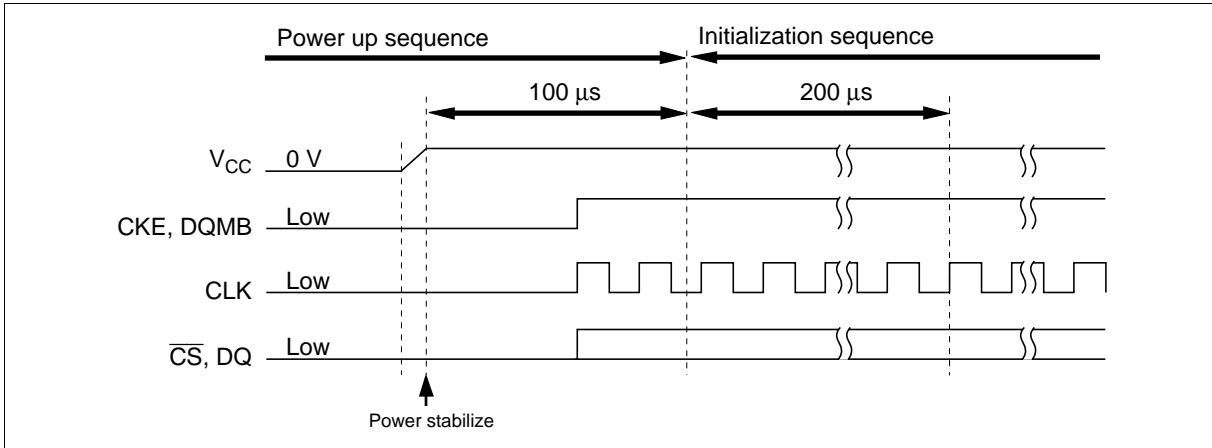 Power up sequence
Initialization sequence
100 μs
200 μs
VCC
0 V
CKE, DQMB
Low
CLK
Low
CS, DQ
Low
Power stabilize